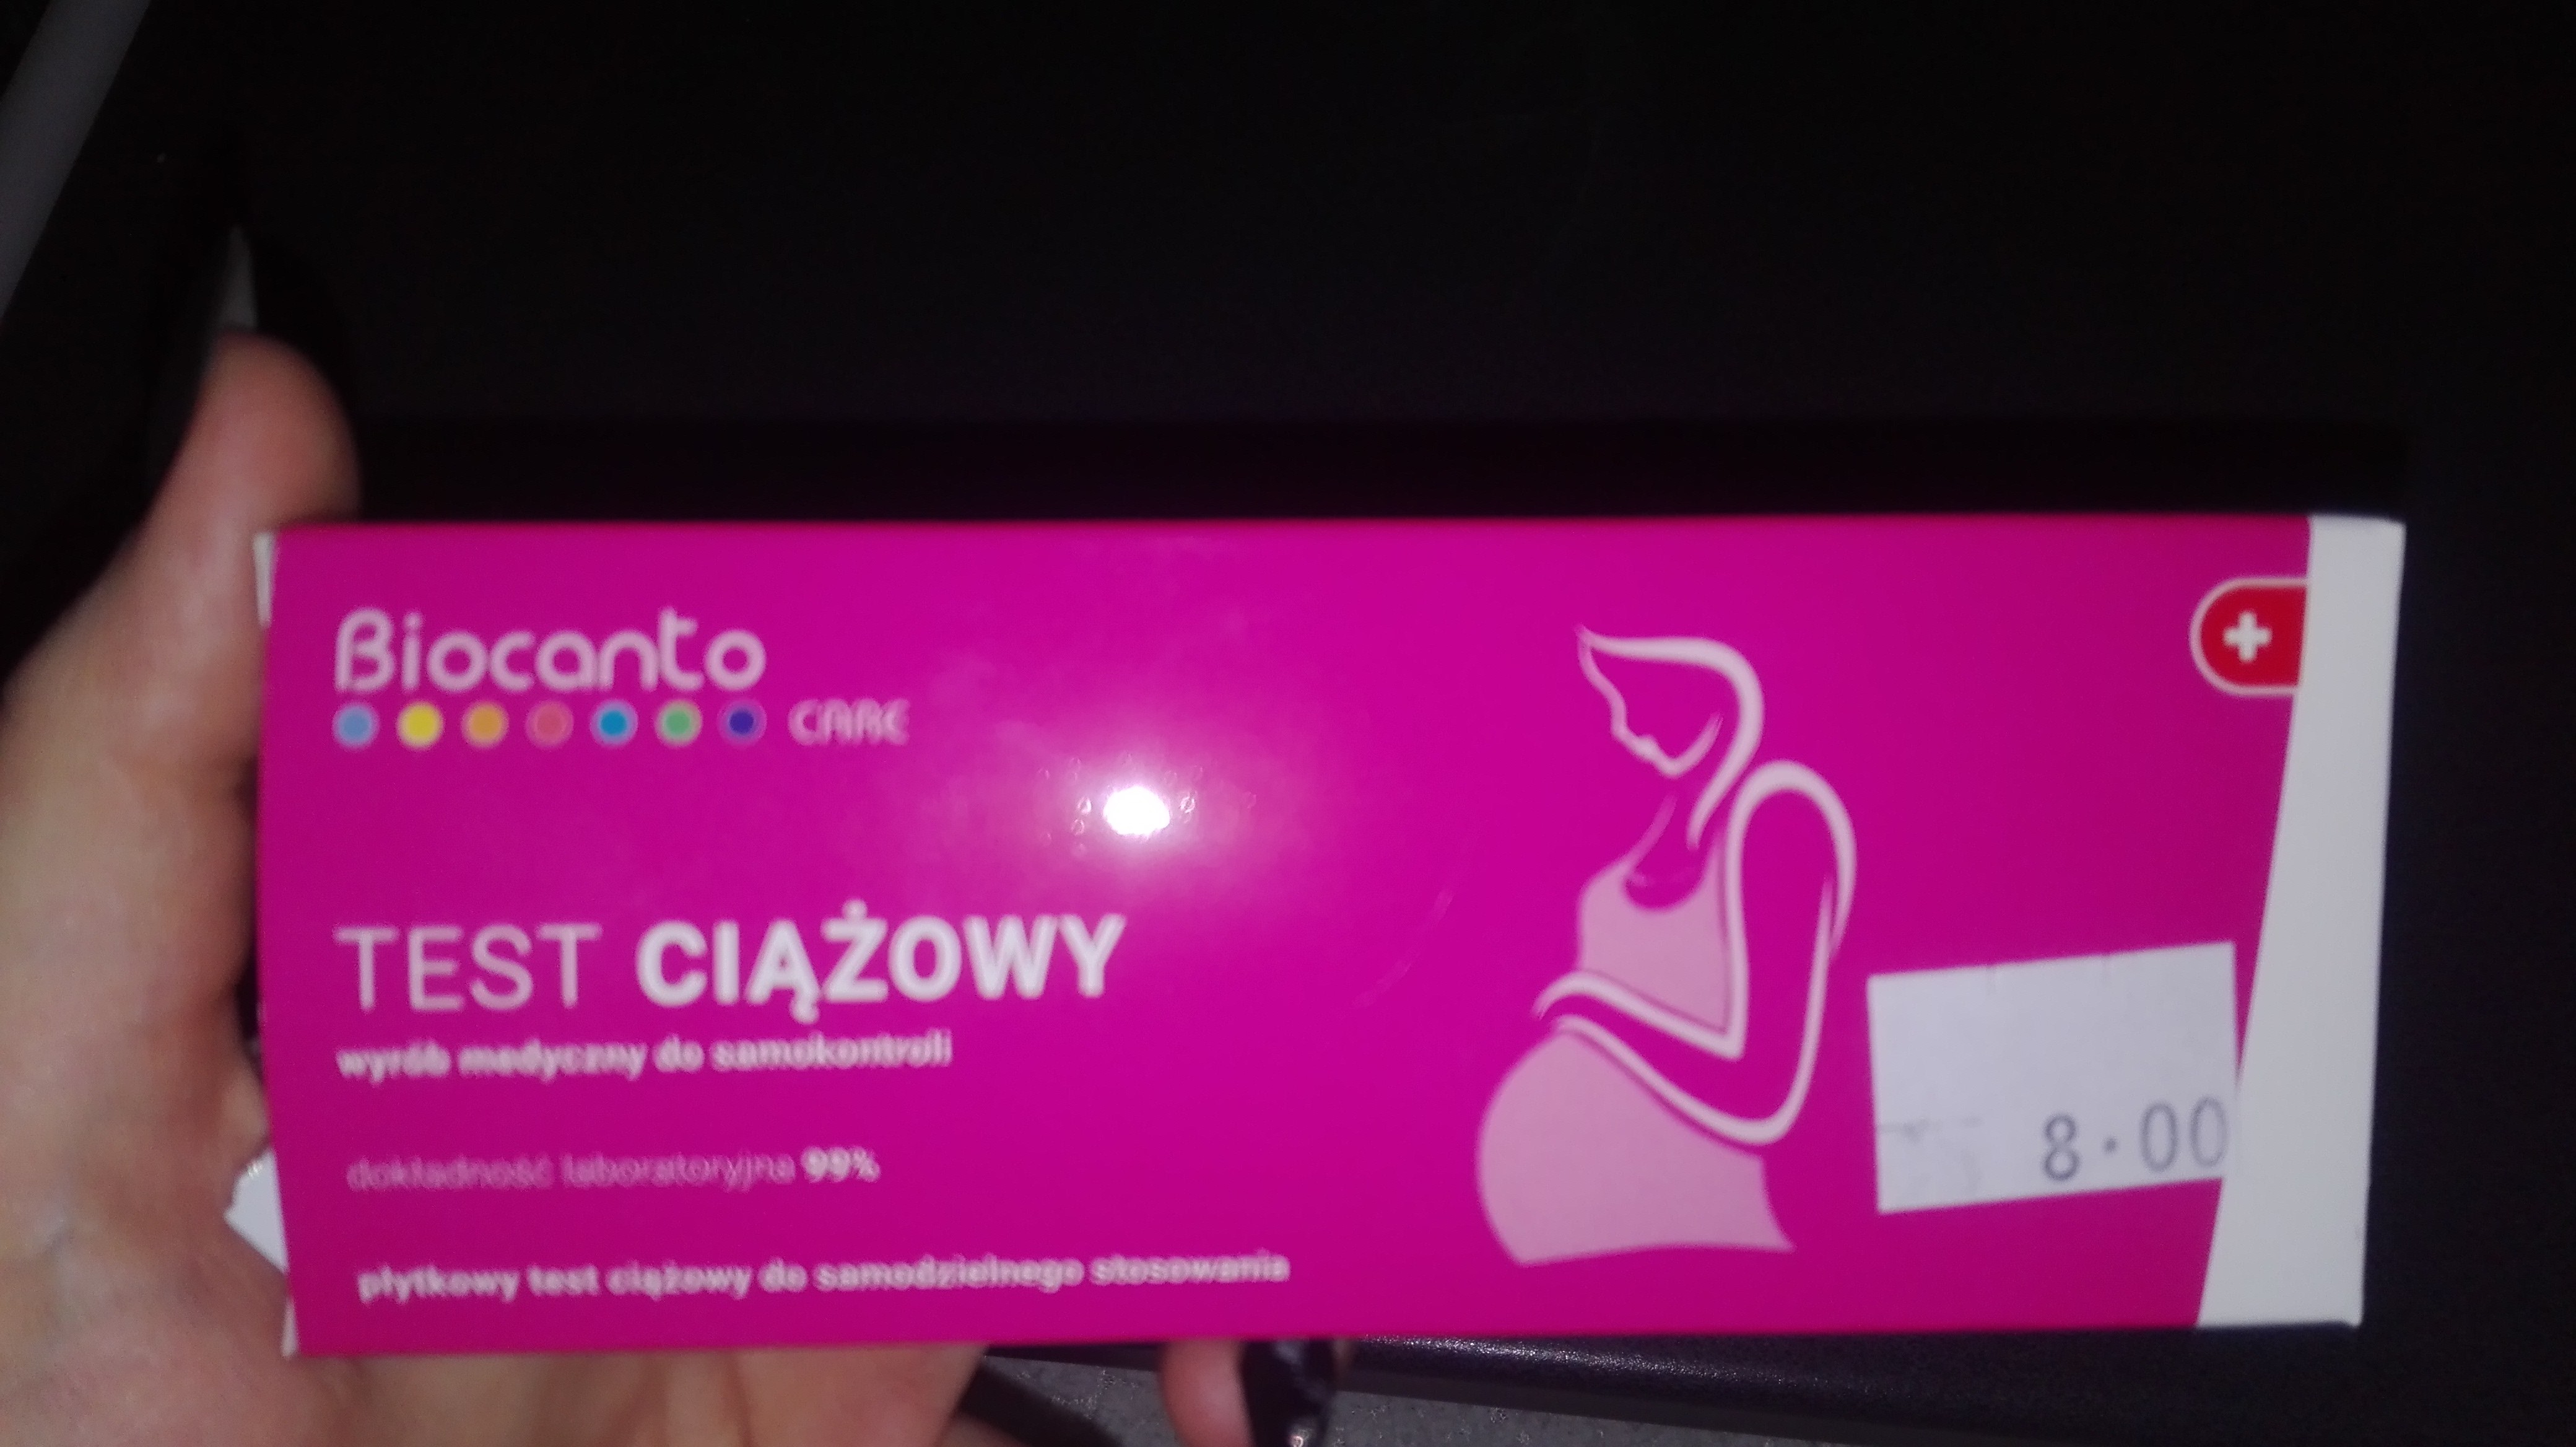 Biocanto
CARE
TEST CIĄŻOWY
wyrób medyczny do samokontroli
dokładność laboratoryjna 99%
płytkowy test ciążowy do samodzielnego stosowania
8.00